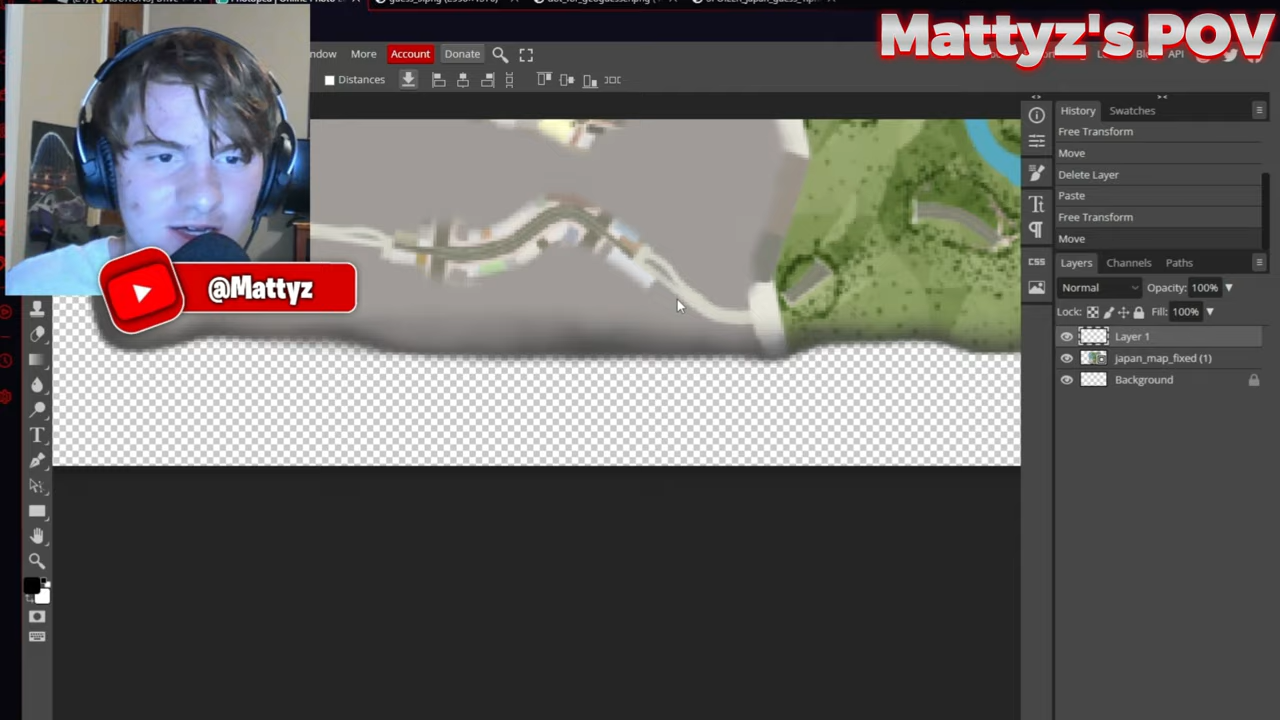 Mattyz's POV
ndow More Account Donate
API
Distances
@Mattyz
History Swatches
Free Transform
Move
Delete Layer
Paste
Free Transform
Move
CSS
Layers Channels Paths
Normal Opacity: 100%
Lock: Fill: 100%
Layer 1
japan_map_fixed (1)
Background